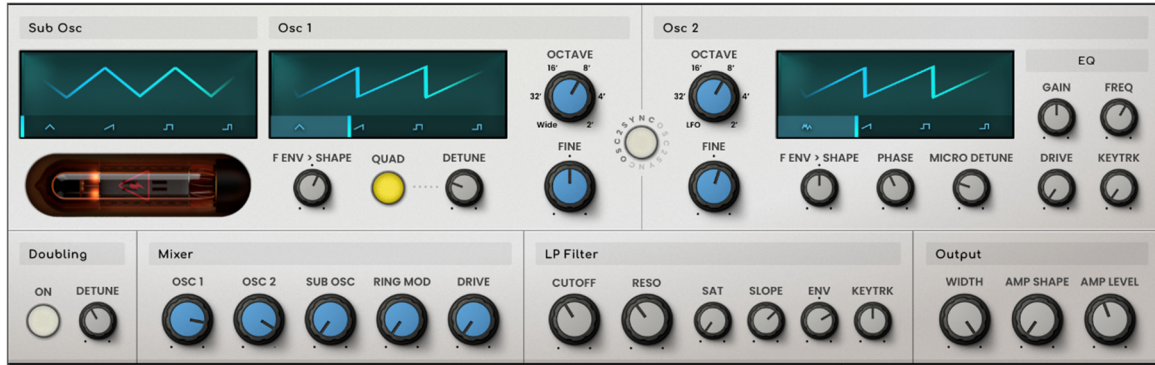 Sub Osc
Osc 1
Osc 2
OCTAVE
16' 8'
32' 4'
Wide 2'
FINE
OSC2SYNCOSC2SYNC
OCTAVE
16' 8'
32' 4'
LFO 2'
FINE
EQ
GAIN FREQ
F ENV > SHAPE QUAD DETUNE
F ENV > SHAPE PHASE MICRO DETUNE
DRIVE KEYTRK
Doubling
ON DETUNE
Mixer
OSC 1 OSC 2 SUB OSC RING MOD DRIVE
LP Filter
CUTOFF RESO SAT SLOPE ENV KEYTRK
Output
WIDTH AMP SHAPE AMP LEVEL